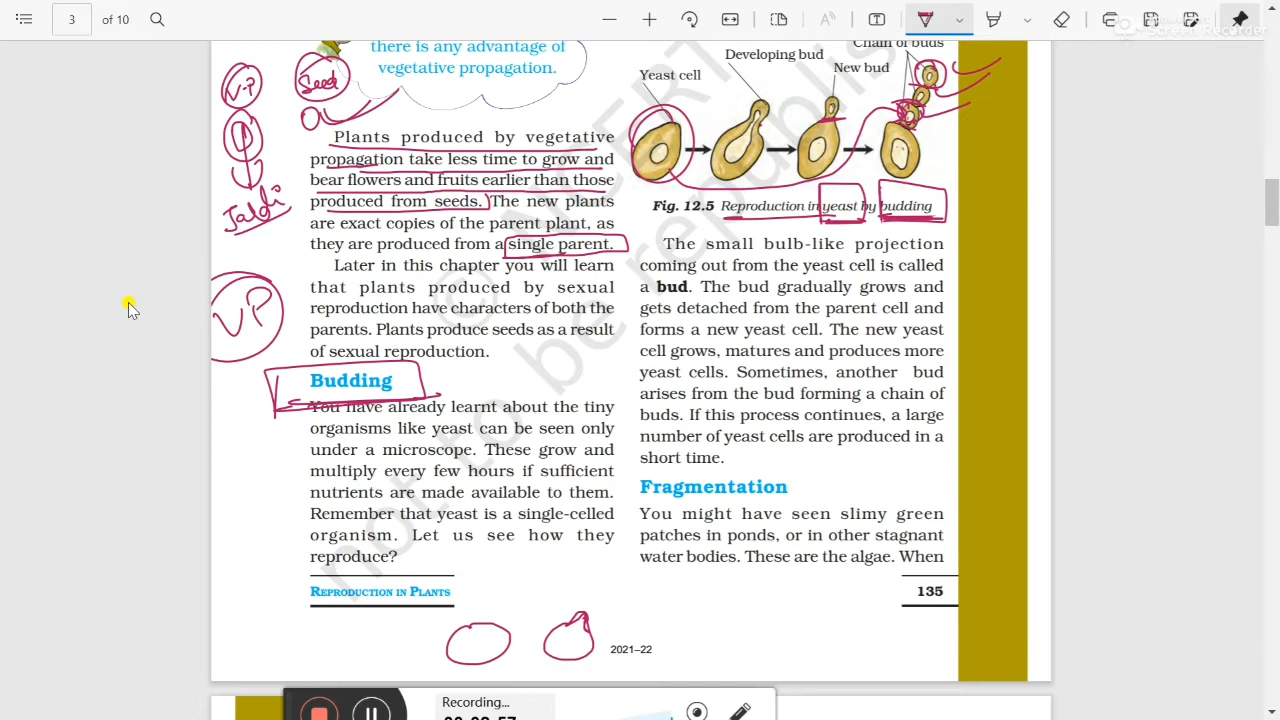 3
of 10
there is any advantage of
vegetative propagation.
V.P
Seed
Jaldi
VP
Plants produced by vegetative
propagation take less time to grow and
bear flowers and fruits earlier than those
produced from seeds. The new plants
are exact copies of the parent plant, as
they are produced from a single parent.
Later in this chapter you will learn
that plants produced by sexual
reproduction have characters of both the
parents. Plants produce seeds as a result
of sexual reproduction.
Budding
You have already learnt about the tiny
organisms like yeast can be seen only
under a microscope. These grow and
multiply every few hours if sufficient
nutrients are made available to them.
Remember that yeast is a single-celled
organism. Let us see how they
reproduce?
REPRODUCTION IN PLANTS
Chain of buds
Developing bud
New bud
Yeast cell
Fig. 12.5 Reproduction in yeast by budding
The small bulb-like projection
coming out from the yeast cell is called
a bud. The bud gradually grows and
gets detached from the parent cell and
forms a new yeast cell. The new yeast
cell grows, matures and produces more
yeast cells. Sometimes, another bud
arises from the bud forming a chain of
buds. If this process continues, a large
number of yeast cells are produced in a
short time.
Fragmentation
You might have seen slimy green
patches in ponds, or in other stagnant
water bodies. These are the algae. When
135
2021–22
© NCERT
not to be republished
Recording...
Screen Recorder